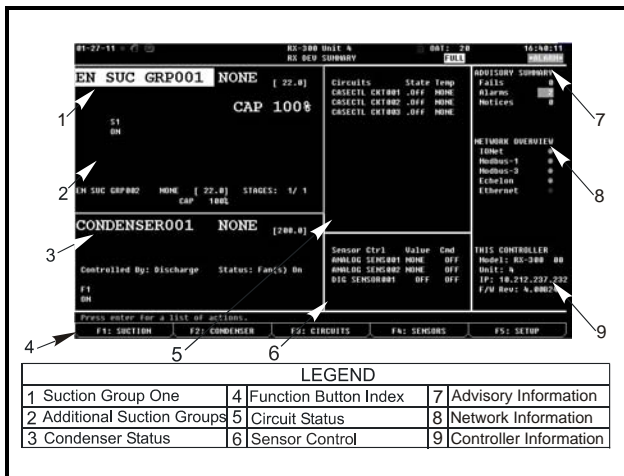 01-27-11
RX-300 Unit 4
OAT: 20
16:40:11
RX DEV SUMMARY
FULL
*ALARM*
EN SUC GRP001 NONE [ 22.0]
CAP 100%
S1
ON
EN SUC GRP002 NONE [ 22.0] STAGES: 1/ 1
CAP 100%
CONDENSER001 NONE [200.0]
Controlled By: Discharge Status: Fan(s) On
F1
ON
Circuits State Temp
CASECTL CKT001 .OFF NONE
CASECTL CKT002 .OFF NONE
CASECTL CKT003 .OFF NONE
Sensor Ctrl Value Cmd
ANALOG SENS001 NONE OFF
ANALOG SENS002 NONE OFF
DIG SENSOR001 OFF OFF
ADVISORY SUMMARY
Fails 0
Alarms 2
Notices 0
NETWORK OVERVIEW
IONet
Modbus-1
Modbus-3
Echelon
Ethernet
THIS CONTROLLER
Model: RX-300 00
Unit: 4
IP: 10.212.237.232
F/W Rev: 4.00B24
Press enter for a list of actions.
F1: SUCTION F2: CONDENSER F3: CIRCUITS F4: SENSORS F5: SETUP
1
2
3
4
5
6
7
8
9
LEGEND
1 Suction Group One 4 Function Button Index 7 Advisory Information
2 Additional Suction Groups 5 Circuit Status 8 Network Information
3 Condenser Status 6 Sensor Control 9 Controller Information